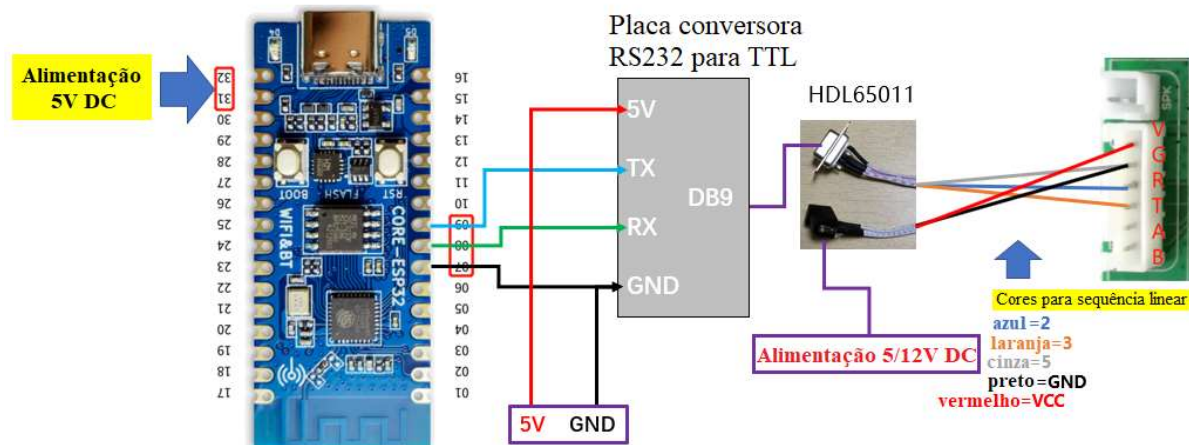 Alimentação
5V DC
32
31
30
29
28
27
26
25
24
23
22
21
20
19
18
17
D4
D5
BOOT
FLASH
RST
WIFI&BT
CORE-ESP32
16
15
14
13
12
11
10
09
08
07
06
05
04
03
02
01
Placa conversora
RS232 para TTL
5V
TX
RX
GND
DB9
5V GND
HDL65011
Alimentação 5/12V DC
SPK
V
G
R
T
A
B
Cores para sequência linear
azul=2
laranja=3
cinza=5
preto=GND
vermelho=VCC